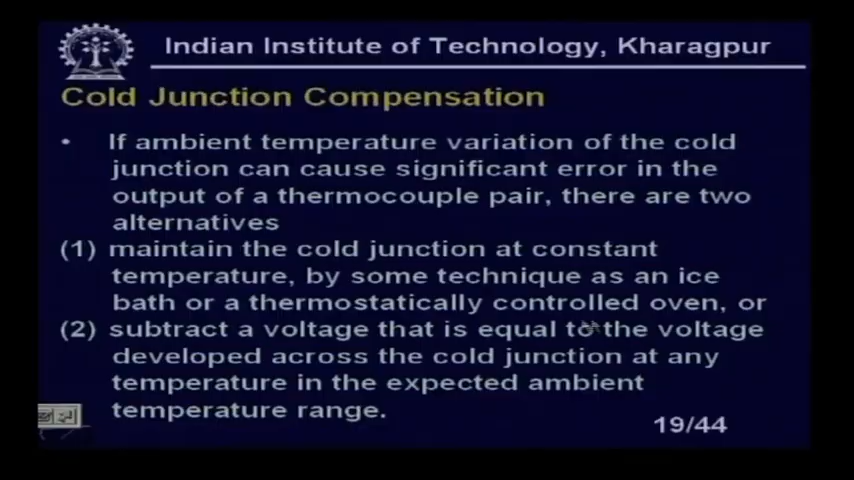 Indian Institute of Technology, Kharagpur
Cold Junction Compensation
• If ambient temperature variation of the cold
junction can cause significant error in the
output of a thermocouple pair, there are two
alternatives
(1) maintain the cold junction at constant
temperature, by some technique as an ice
bath or a thermostatically controlled oven, or
(2) subtract a voltage that is equal to the voltage
developed across the cold junction at any
temperature in the expected ambient
temperature range.
19/44